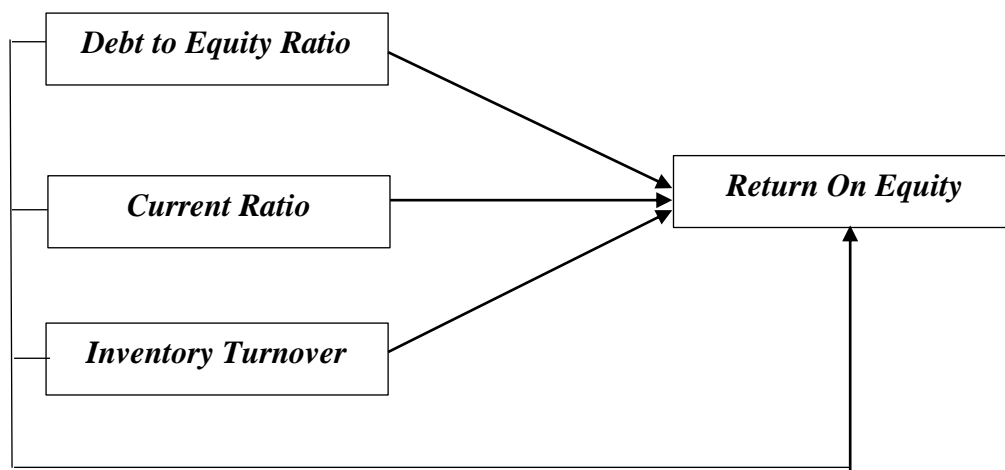 Debt to Equity Ratio
Current Ratio
Return On Equity
Inventory Turnover